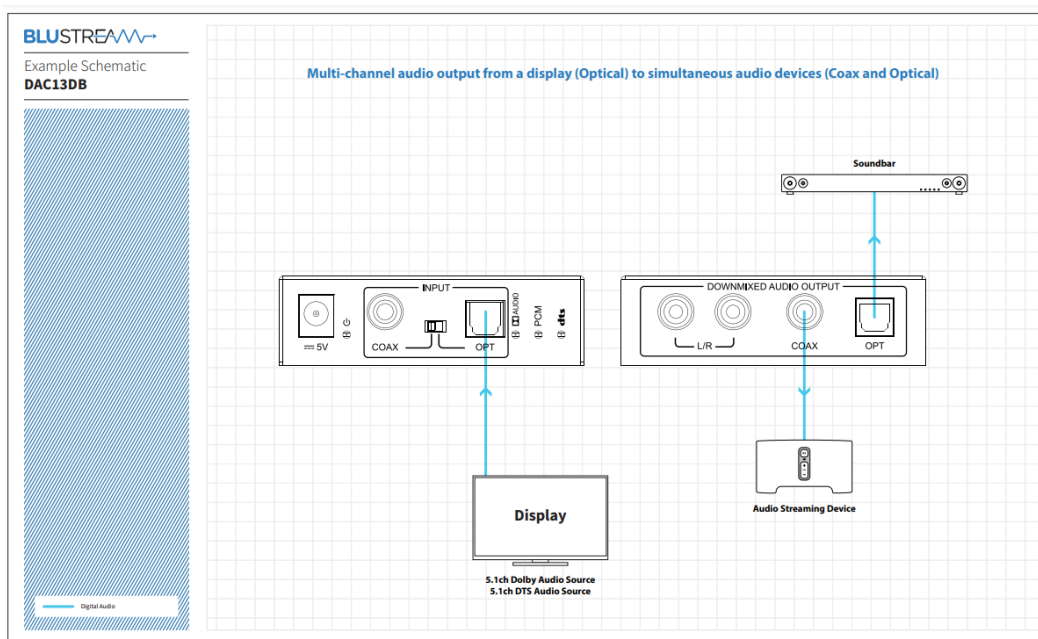 BLUSTREAM
Example Schematic
DAC13DB
Multi-channel audio output from a display (Optical) to simultaneous audio devices (Coax and Optical)
Soundbar
INPUT
COAX
OPT
5V
AUDIO
PCM
dts
DOWNMIXED AUDIO OUTPUT
L/R
COAX
OPT
Display
5.1ch Dolby Audio Source
5.1ch DTS Audio Source
Audio Streaming Device
Digital Audio